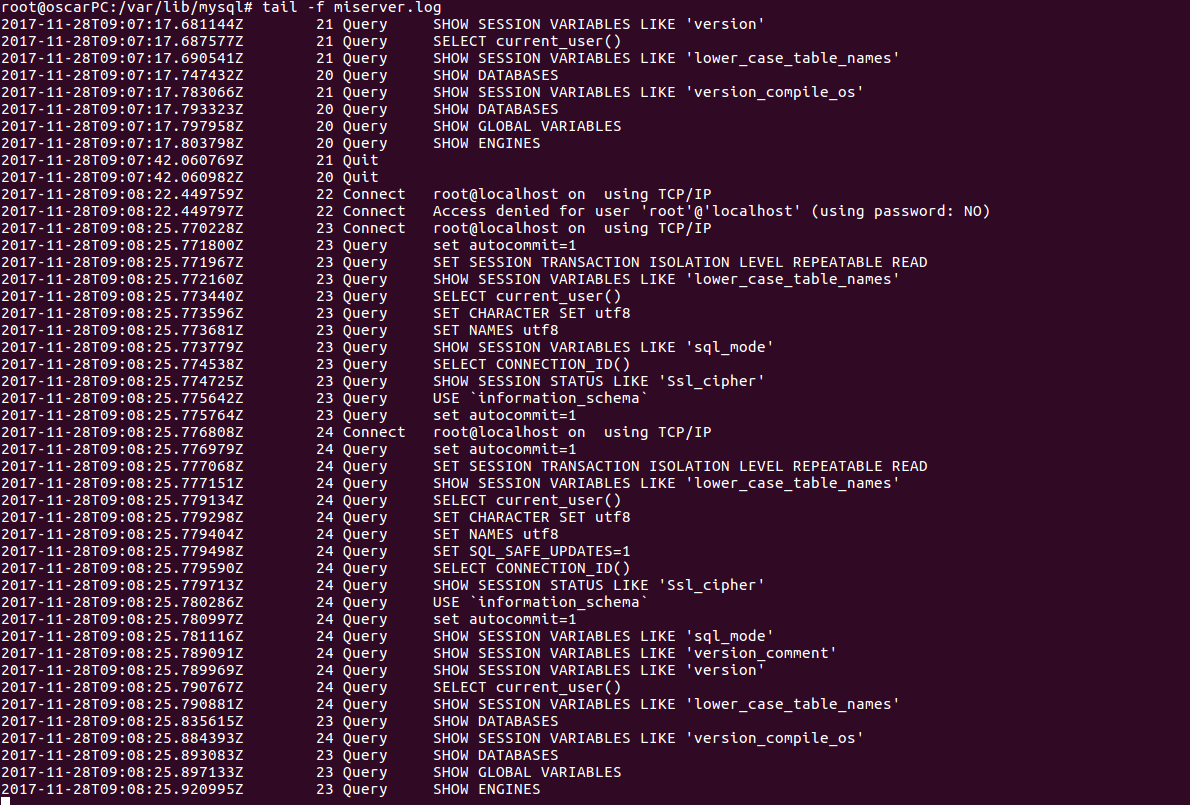 root@oscarPC:/var/lib/mysql# tail -f miserver.log
2017-11-28T09:07:17.681144Z 21 Query SHOW SESSION VARIABLES LIKE 'version'
2017-11-28T09:07:17.687577Z 21 Query SELECT current_user()
2017-11-28T09:07:17.690541Z 21 Query SHOW SESSION VARIABLES LIKE 'lower_case_table_names'
2017-11-28T09:07:17.747432Z 20 Query SHOW DATABASES
2017-11-28T09:07:17.783066Z 21 Query SHOW SESSION VARIABLES LIKE 'version_compile_os'
2017-11-28T09:07:17.793323Z 20 Query SHOW DATABASES
2017-11-28T09:07:17.797958Z 20 Query SHOW GLOBAL VARIABLES
2017-11-28T09:07:17.803798Z 20 Query SHOW ENGINES
2017-11-28T09:07:42.060769Z 21 Quit
2017-11-28T09:07:42.060982Z 20 Quit
2017-11-28T09:08:22.449759Z 22 Connect root@localhost on  using TCP/IP
2017-11-28T09:08:22.449797Z 22 Connect Access denied for user 'root'@'localhost' (using password: NO)
2017-11-28T09:08:25.770228Z 23 Connect root@localhost on  using TCP/IP
2017-11-28T09:08:25.771800Z 23 Query set autocommit=1
2017-11-28T09:08:25.771967Z 23 Query SET SESSION TRANSACTION ISOLATION LEVEL REPEATABLE READ
2017-11-28T09:08:25.772160Z 23 Query SHOW SESSION VARIABLES LIKE 'lower_case_table_names'
2017-11-28T09:08:25.773440Z 23 Query SELECT current_user()
2017-11-28T09:08:25.773596Z 23 Query SET CHARACTER SET utf8
2017-11-28T09:08:25.773681Z 23 Query SET NAMES utf8
2017-11-28T09:08:25.773779Z 23 Query SHOW SESSION VARIABLES LIKE 'sql_mode'
2017-11-28T09:08:25.774538Z 23 Query SELECT CONNECTION_ID()
2017-11-28T09:08:25.774725Z 23 Query SHOW SESSION STATUS LIKE 'Ssl_cipher'
2017-11-28T09:08:25.775642Z 23 Query USE `information_schema`
2017-11-28T09:08:25.775764Z 23 Query set autocommit=1
2017-11-28T09:08:25.776808Z 24 Connect root@localhost on  using TCP/IP
2017-11-28T09:08:25.776979Z 24 Query set autocommit=1
2017-11-28T09:08:25.777068Z 24 Query SET SESSION TRANSACTION ISOLATION LEVEL REPEATABLE READ
2017-11-28T09:08:25.777151Z 24 Query SHOW SESSION VARIABLES LIKE 'lower_case_table_names'
2017-11-28T09:08:25.779134Z 24 Query SELECT current_user()
2017-11-28T09:08:25.779298Z 24 Query SET CHARACTER SET utf8
2017-11-28T09:08:25.779404Z 24 Query SET NAMES utf8
2017-11-28T09:08:25.779498Z 24 Query SET SQL_SAFE_UPDATES=1
2017-11-28T09:08:25.779590Z 24 Query SELECT CONNECTION_ID()
2017-11-28T09:08:25.779713Z 24 Query SHOW SESSION STATUS LIKE 'Ssl_cipher'
2017-11-28T09:08:25.780286Z 24 Query USE `information_schema`
2017-11-28T09:08:25.780997Z 24 Query set autocommit=1
2017-11-28T09:08:25.781116Z 24 Query SHOW SESSION VARIABLES LIKE 'sql_mode'
2017-11-28T09:08:25.789091Z 24 Query SHOW SESSION VARIABLES LIKE 'version_comment'
2017-11-28T09:08:25.789969Z 24 Query SHOW SESSION VARIABLES LIKE 'version'
2017-11-28T09:08:25.790767Z 24 Query SELECT current_user()
2017-11-28T09:08:25.790881Z 24 Query SHOW SESSION VARIABLES LIKE 'lower_case_table_names'
2017-11-28T09:08:25.835615Z 23 Query SHOW DATABASES
2017-11-28T09:08:25.884393Z 24 Query SHOW SESSION VARIABLES LIKE 'version_compile_os'
2017-11-28T09:08:25.893083Z 23 Query SHOW DATABASES
2017-11-28T09:08:25.897133Z 23 Query SHOW GLOBAL VARIABLES
2017-11-28T09:08:25.920995Z 23 Query SHOW ENGINES